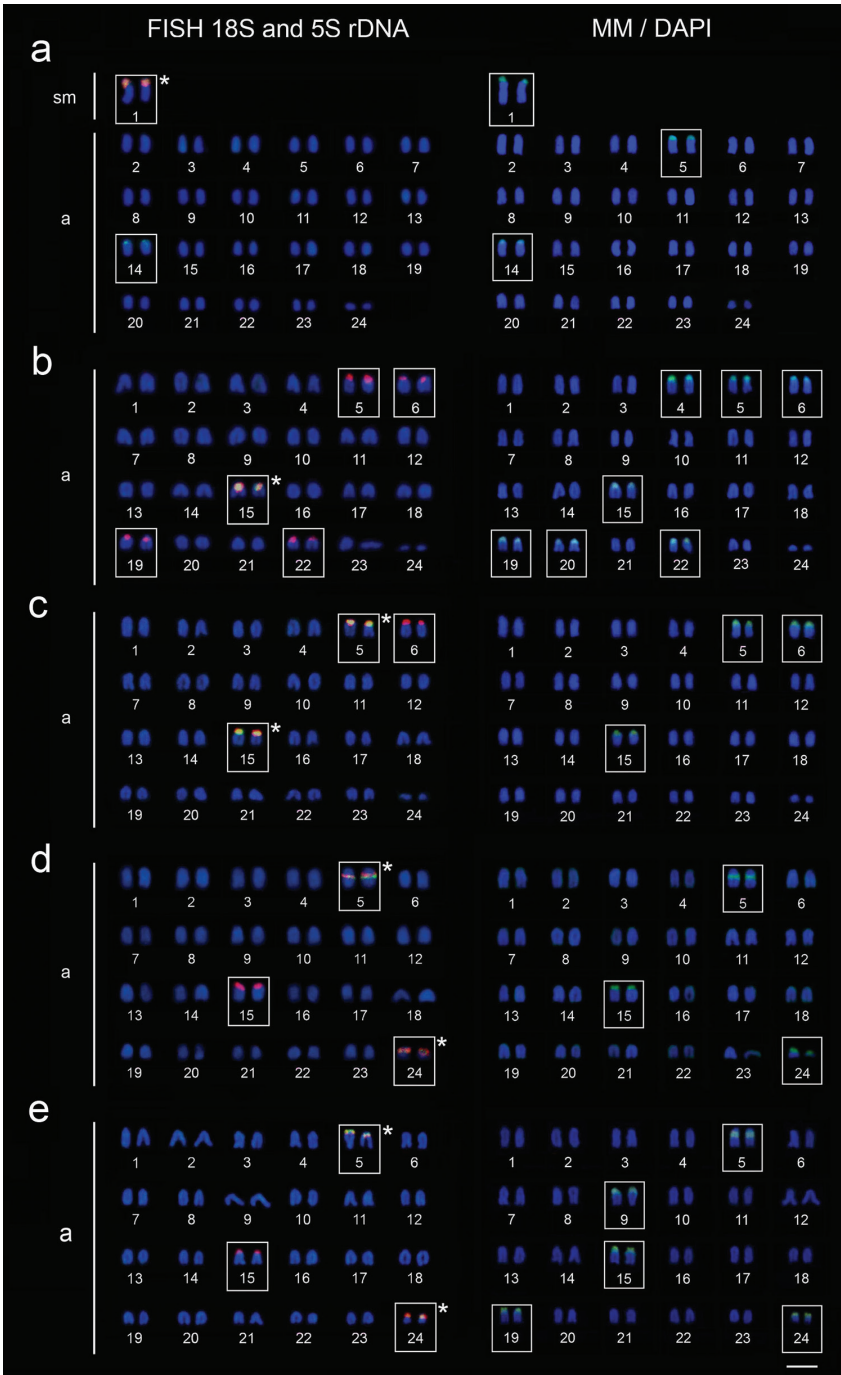 FISH 18S and 5S rDNA MM / DAPI
a
sm
1 * 1
2 3 4 5 6 7 2 3 4 5 6 7
a
8 9 10 11 12 13 8 9 10 11 12 13
14 15 16 17 18 19 14 15 16 17 18 19
20 21 22 23 24 20 21 22 23 24
b
1 2 3 4 5 6 1 2 3 4 5 6
7 8 9 10 11 12 7 8 9 10 11 12
a
13 14 15 * 16 17 18 13 14 15 16 17 18
19 20 21 22 23 24 19 20 21 22 23 24
c
1 2 3 4 5 * 6 1 2 3 4 5 6
7 8 9 10 11 12 7 8 9 10 11 12
a
13 14 15 * 16 17 18 13 14 15 16 17 18
19 20 21 22 23 24 19 20 21 22 23 24
d
1 2 3 4 5 * 6 1 2 3 4 5 6
7 8 9 10 11 12 7 8 9 10 11 12
a
13 14 15 16 17 18 13 14 15 16 17 18
19 20 21 22 23 24 * 19 20 21 22 23 24
e
1 2 3 4 5 * 6 1 2 3 4 5 6
7 8 9 10 11 12 7 8 9 10 11 12
a
13 14 15 16 17 18 13 14 15 16 17 18
19 20 21 22 23 24 * 19 20 21 22 23 24